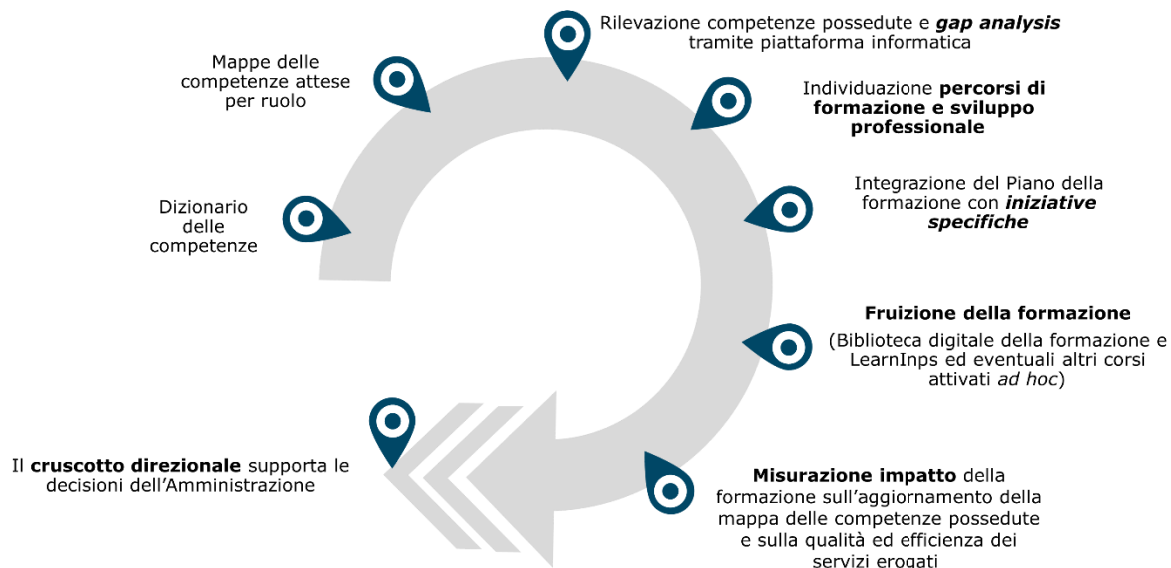 Dizionario
delle
competenze
Mappe delle
competenze attese
per ruolo
Rilevazione competenze possedute e gap analysis
tramite piattaforma informatica
Individuazione percorsi di
formazione e sviluppo
professionale
Integrazione del Piano della
formazione con iniziative
specifiche
Fruizione della formazione
(Biblioteca digitale della formazione e
LearnInps ed eventuali altri corsi
attivati ad hoc)
Misurazione impatto della
formazione sull’aggiornamento della
mappa delle competenze possedute
e sulla qualità ed efficienza dei
servizi erogati
Il cruscotto direzionale supporta le
decisioni dell’Amministrazione